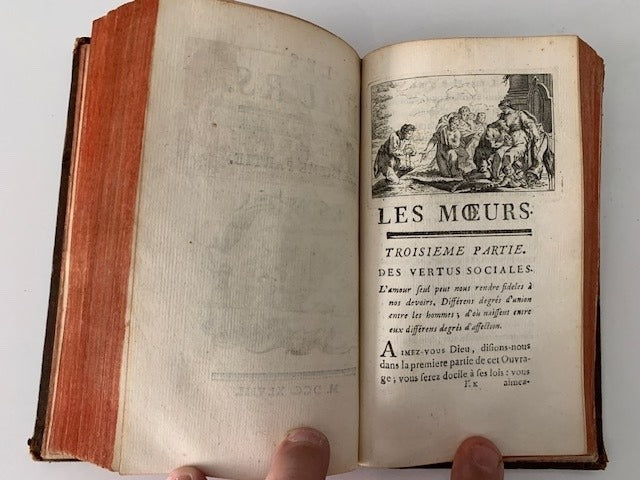 LES MŒURS.
TROISIEME PARTIE.
DES VERTUS SOCIALES.
L'amour ſeul peut nous rendre fideles à
nos devoirs. Différens degrés d'union
entre les hommes ; d'où naiſſent entre
eux différens degrés d'affection.
AIMEZ-VOUS Dieu, diſions-nous
dans la premiere partie de cet Ouvra-
ge ; vous ſerez docile à ſes lois : vous
aimez-